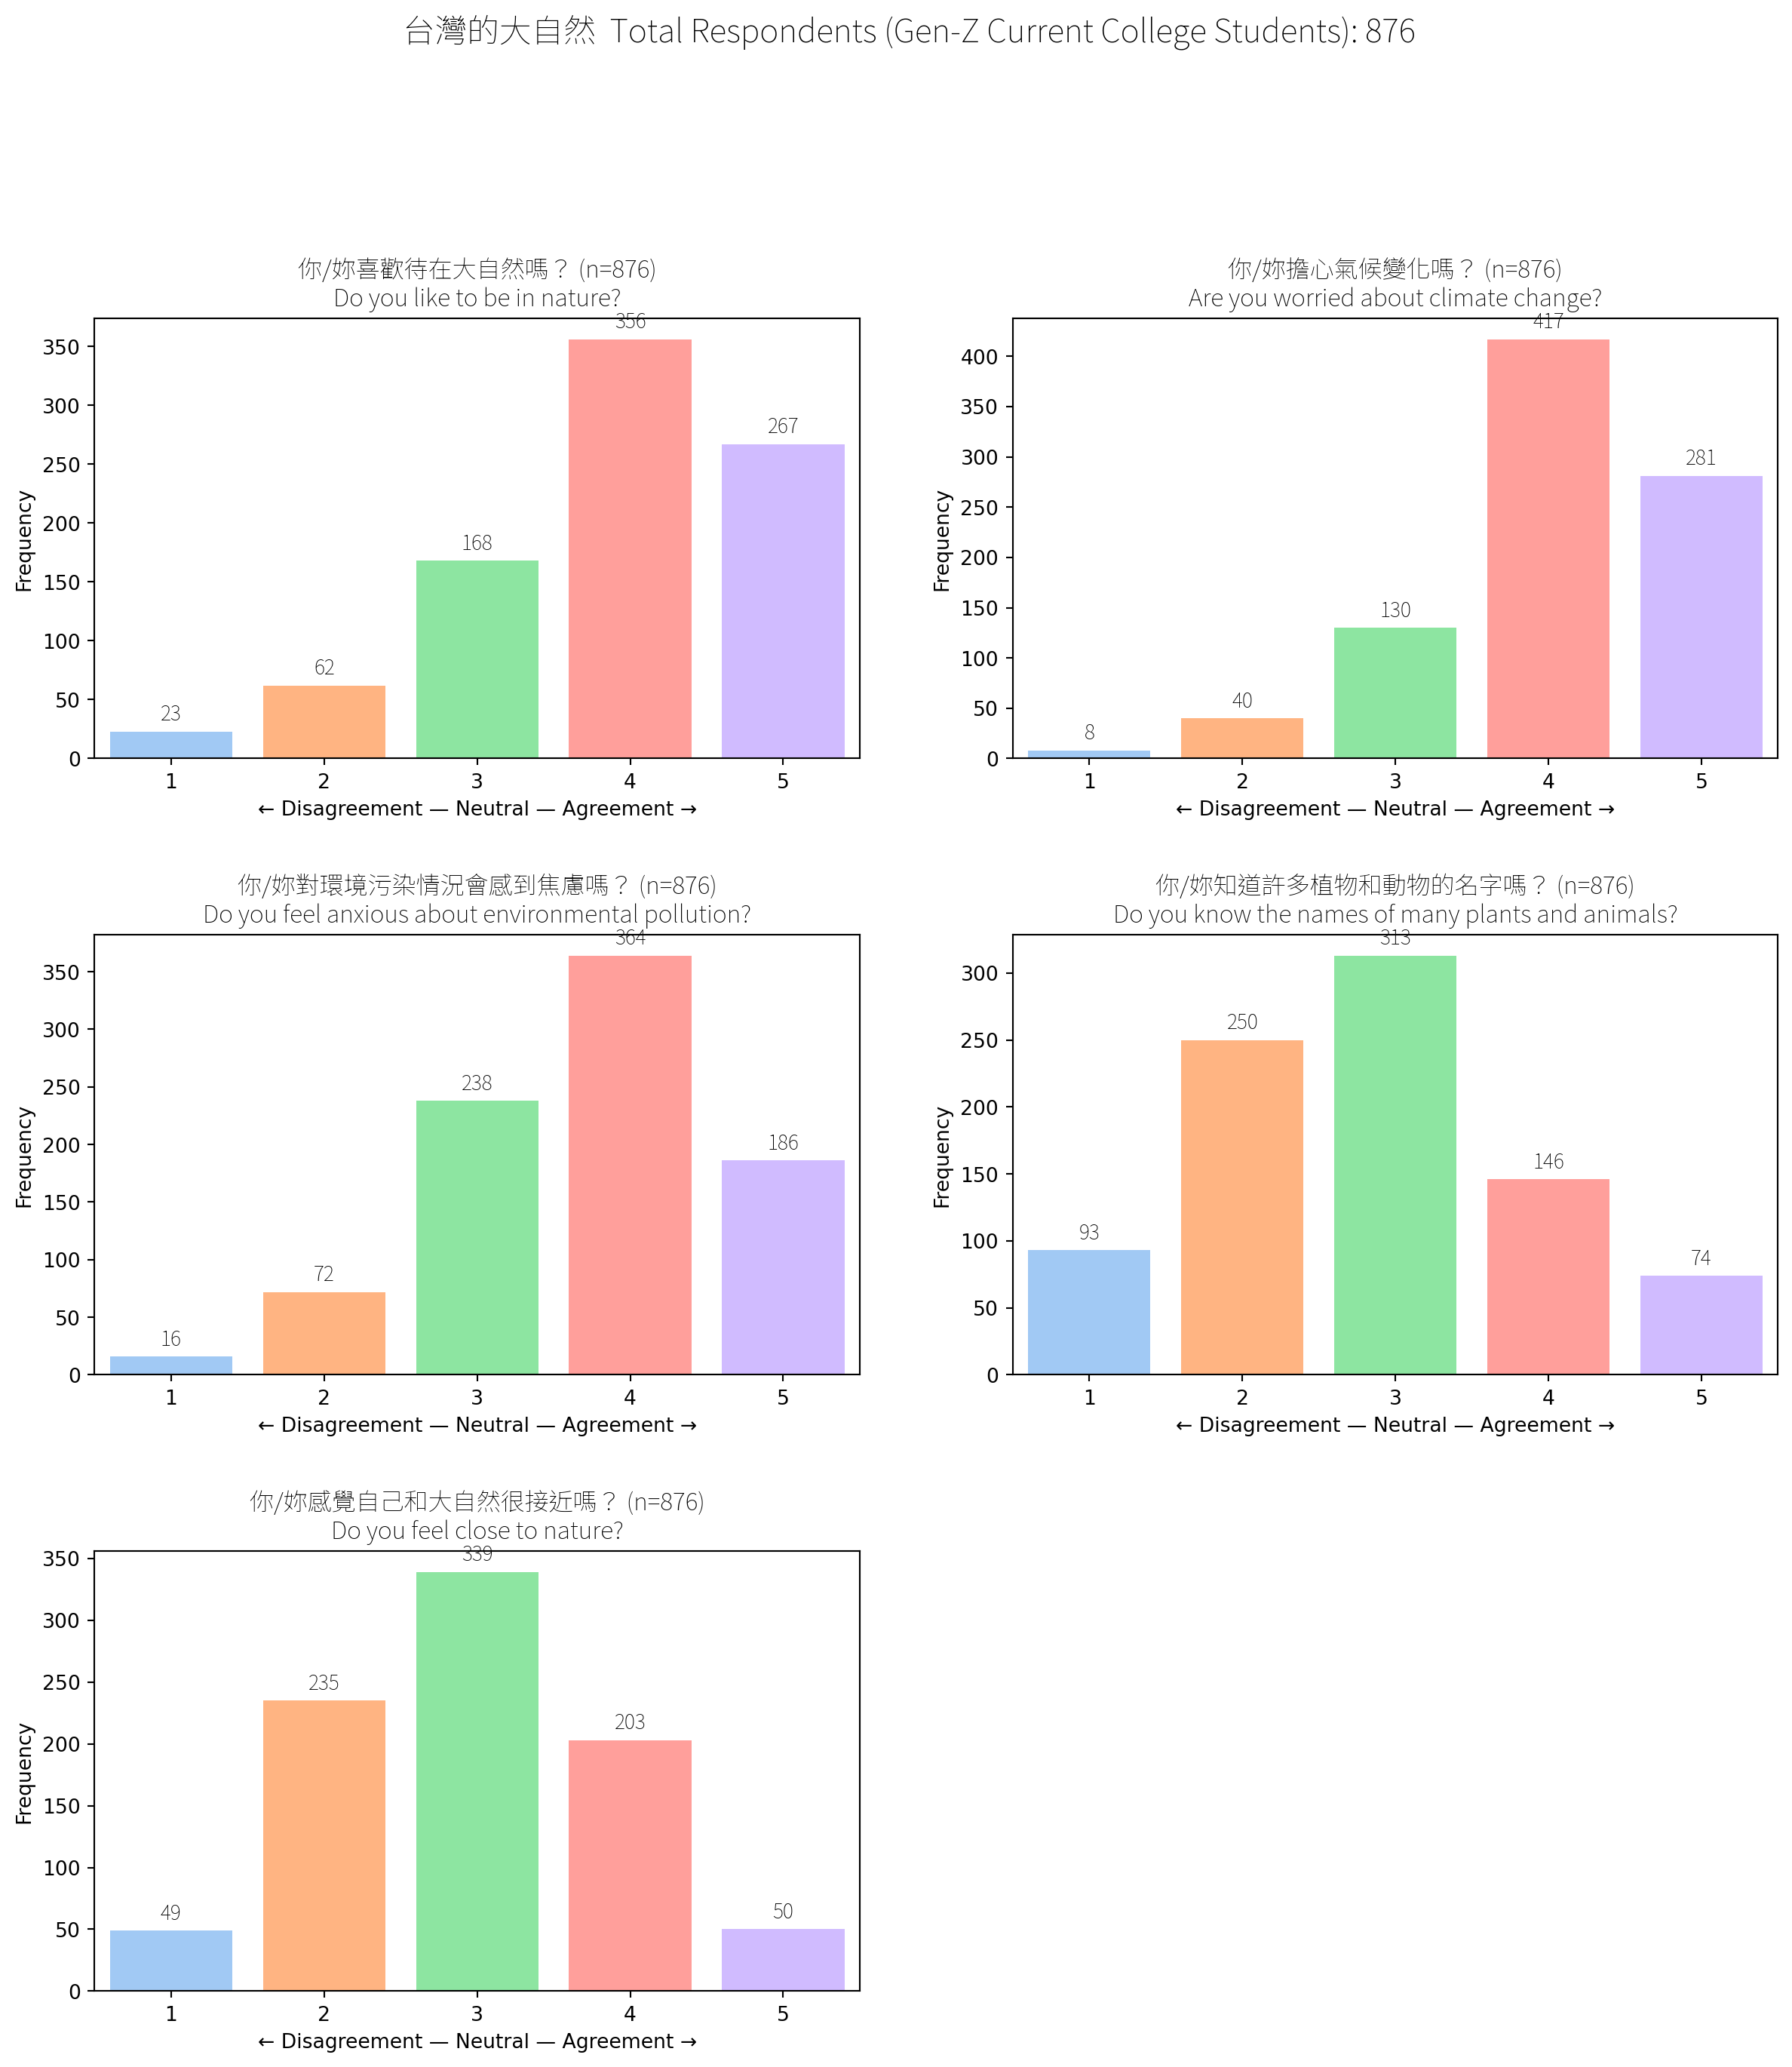 台灣的大自然 Total Respondents (Gen-Z Current College Students): 876
你/妳喜歡待在大自然嗎？ (n=876)
Do you like to be in nature?
Frequency
350
300
250
200
150
100
50
0
23
62
168
356
267
1 2 3 4 5
← Disagreement — Neutral — Agreement →
你/妳擔心氣候變化嗎？ (n=876)
Are you worried about climate change?
Frequency
400
350
300
250
200
150
100
50
0
8
40
130
417
281
1 2 3 4 5
← Disagreement — Neutral — Agreement →
你/妳對環境污染情況會感到焦慮嗎？ (n=876)
Do you feel anxious about environmental pollution?
Frequency
350
300
250
200
150
100
50
0
16
72
238
364
186
1 2 3 4 5
← Disagreement — Neutral — Agreement →
你/妳知道許多植物和動物的名字嗎？ (n=876)
Do you know the names of many plants and animals?
Frequency
300
250
200
150
100
50
0
93
250
313
146
74
1 2 3 4 5
← Disagreement — Neutral — Agreement →
你/妳感覺自己和大自然很接近嗎？ (n=876)
Do you feel close to nature?
Frequency
350
300
250
200
150
100
50
0
49
235
339
203
50
1 2 3 4 5
← Disagreement — Neutral — Agreement →